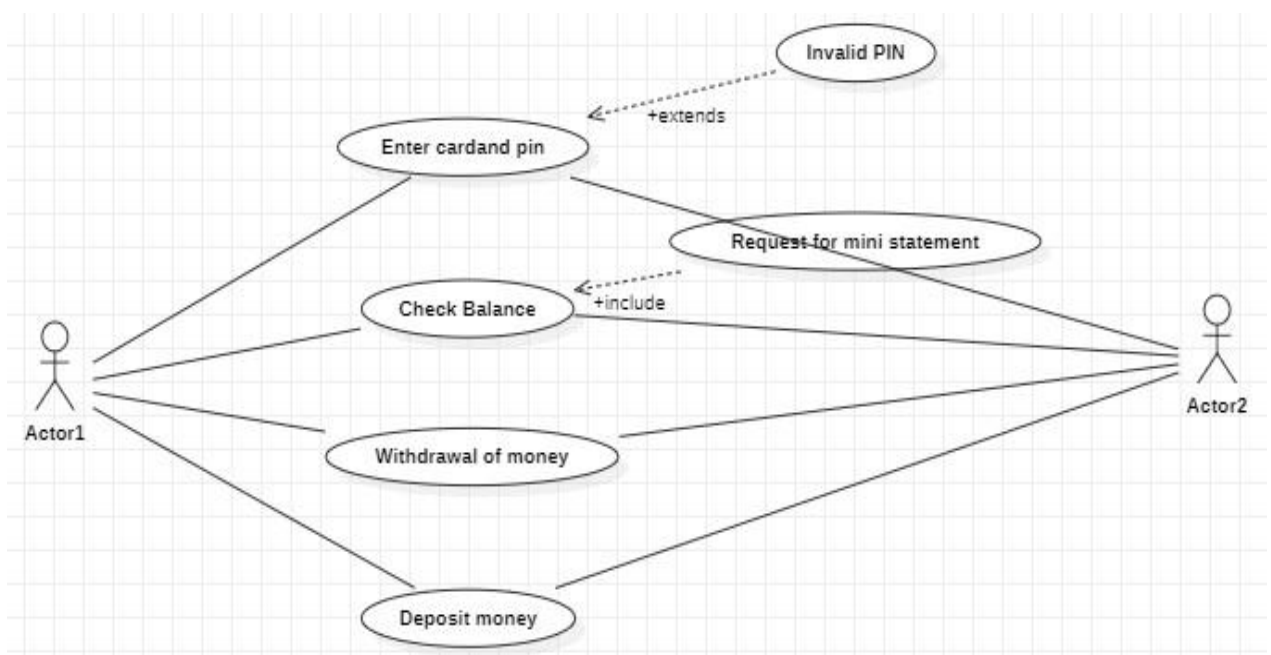 Invalid PIN
+extends
Enter cardand pin
Request for mini statement
+include
Check Balance
Actor1
Actor2
Withdrawal of money
Deposit money